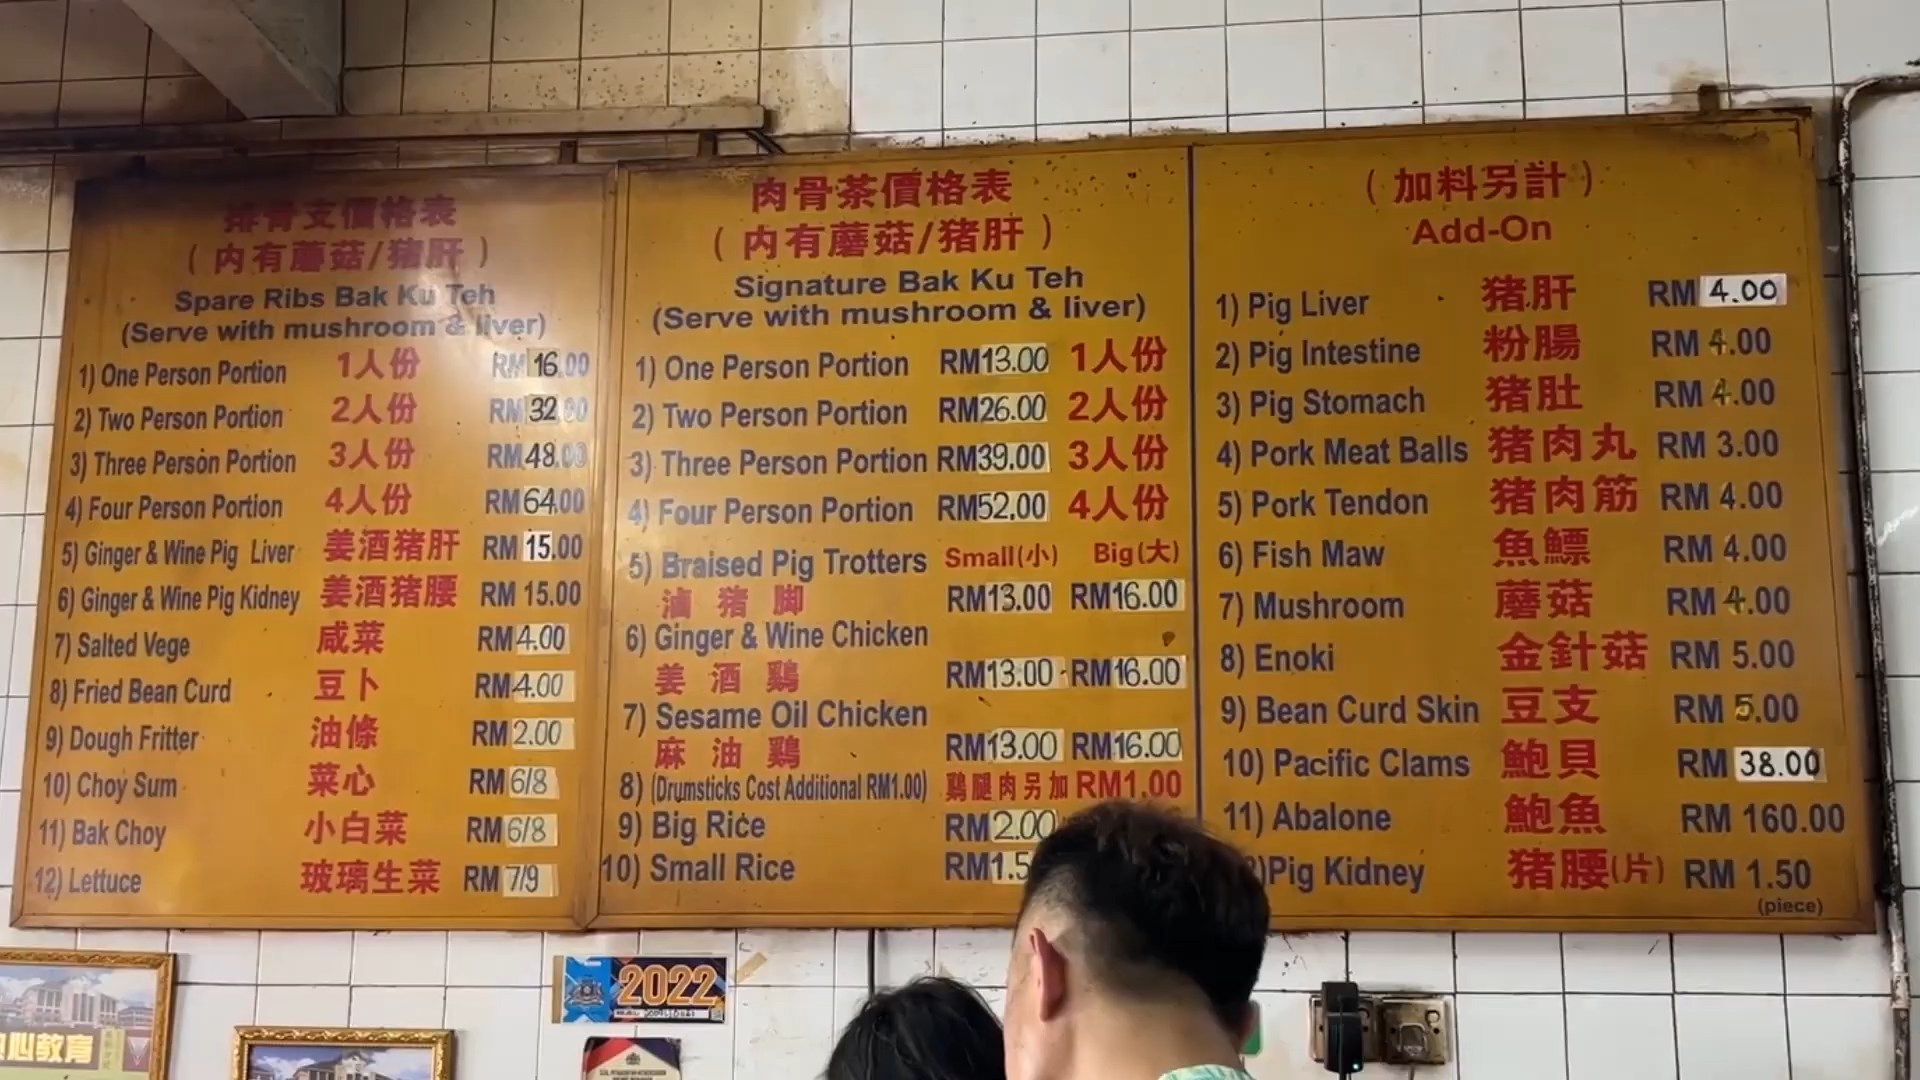 排骨支價格表
(内有蘑菇/猪肝)
Spare Ribs Bak Ku Teh
(Serve with mushroom & liver)
1) One Person Portion 1人份 RM 16.00
2) Two Person Portion 2人份 RM 32.00
3) Three Person Portion 3人份 RM 48.00
4) Four Person Portion 4人份 RM 64.00
5) Ginger & Wine Pig Liver 姜酒猪肝 RM 15.00
6) Ginger & Wine Pig Kidney 姜酒猪腰 RM 15.00
7) Salted Vege 咸菜 RM 4.00
8) Fried Bean Curd 豆卜 RM 4.00
9) Dough Fritter 油條 RM 2.00
10) Choy Sum 菜心 RM 6/8
11) Bak Choy 小白菜 RM 6/8
12) Lettuce 玻璃生菜 RM 7/9
肉骨茶價格表
(内有蘑菇/猪肝)
Signature Bak Ku Teh
(Serve with mushroom & liver)
1) One Person Portion RM13.00 1人份
2) Two Person Portion RM26.00 2人份
3) Three Person Portion RM39.00 3人份
4) Four Person Portion RM52.00 4人份
5) Braised Pig Trotters Small(小) Big(大)
滷猪脚 RM13.00 RM16.00
6) Ginger & Wine Chicken
姜酒鷄 RM13.00 RM16.00
7) Sesame Oil Chicken
麻油鷄 RM13.00 RM16.00
8) (Drumsticks Cost Additional RM1.00) 鷄腿肉另加 RM1.00
9) Big Rice RM 2.00
10) Small Rice RM1.5
(加料另計)
Add-On
1) Pig Liver 猪肝 RM 4.00
2) Pig Intestine 粉腸 RM 4.00
3) Pig Stomach 猪肚 RM 4.00
4) Pork Meat Balls 猪肉丸 RM 3.00
5) Pork Tendon 猪肉筋 RM 4.00
6) Fish Maw 魚鰾 RM 4.00
7) Mushroom 蘑菇 RM 4.00
8) Enoki 金針菇 RM 5.00
9) Bean Curd Skin 豆支 RM 5.00
10) Pacific Clams 鮑貝 RM 38.00
11) Abalone 鮑魚 RM 160.00
)Pig Kidney 猪腰(片) RM 1.50
(piece)
2022
心教育